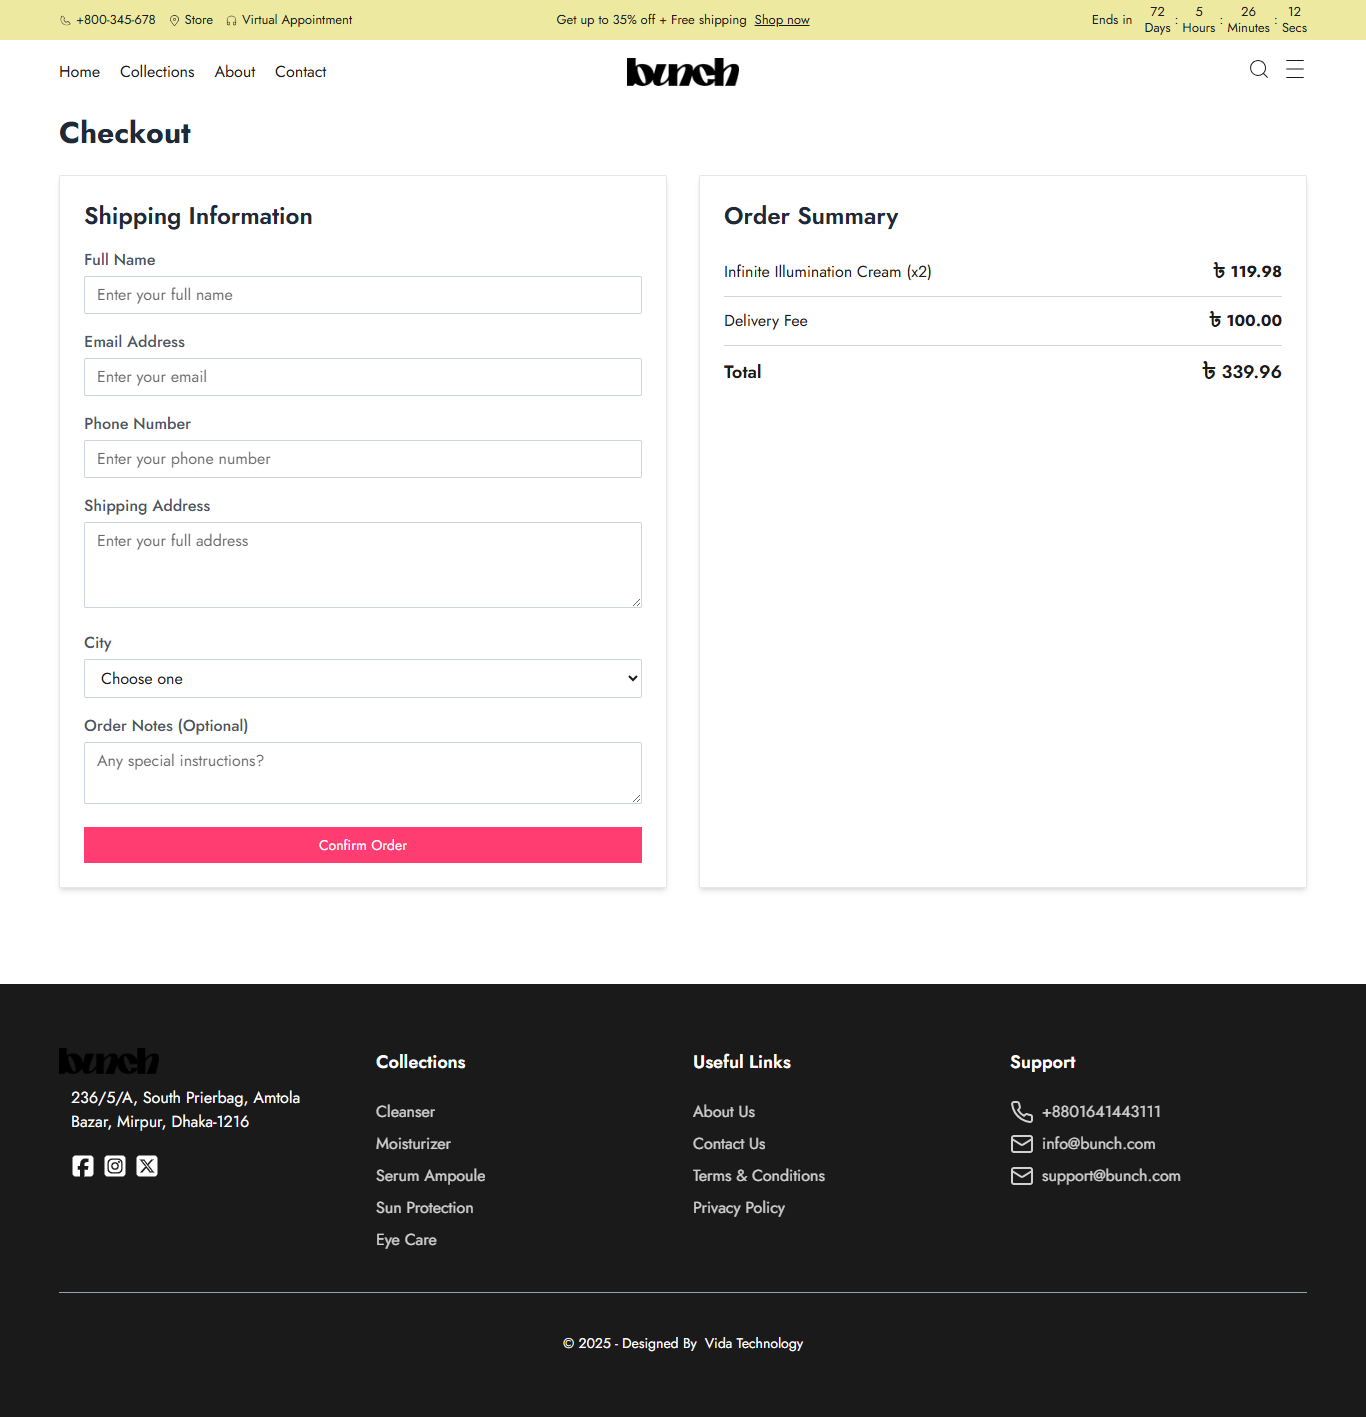 +800-345-678 Store Virtual Appointment Get up to 35% off + Free shipping Shop now Ends in 72 Days : 5 Hours : 26 Minutes : 12 Secs
Home Collections About Contact bunch
Checkout
Shipping Information
Full Name
Enter your full name
Email Address
Enter your email
Phone Number
Enter your phone number
Shipping Address
Enter your full address
City
Choose one
Order Notes (Optional)
Any special instructions?
Confirm Order
Order Summary
Infinite Illumination Cream (x2) ৳ 119.98
Delivery Fee ৳ 100.00
Total ৳ 339.96
bunch
236/5/A, South Prierbag, Amtola
Bazar, Mirpur, Dhaka-1216
Collections
Cleanser
Moisturizer
Serum Ampoule
Sun Protection
Eye Care
Useful Links
About Us
Contact Us
Terms & Conditions
Privacy Policy
Support
+8801641443111
info@bunch.com
support@bunch.com
© 2025 - Designed By Vida Technology